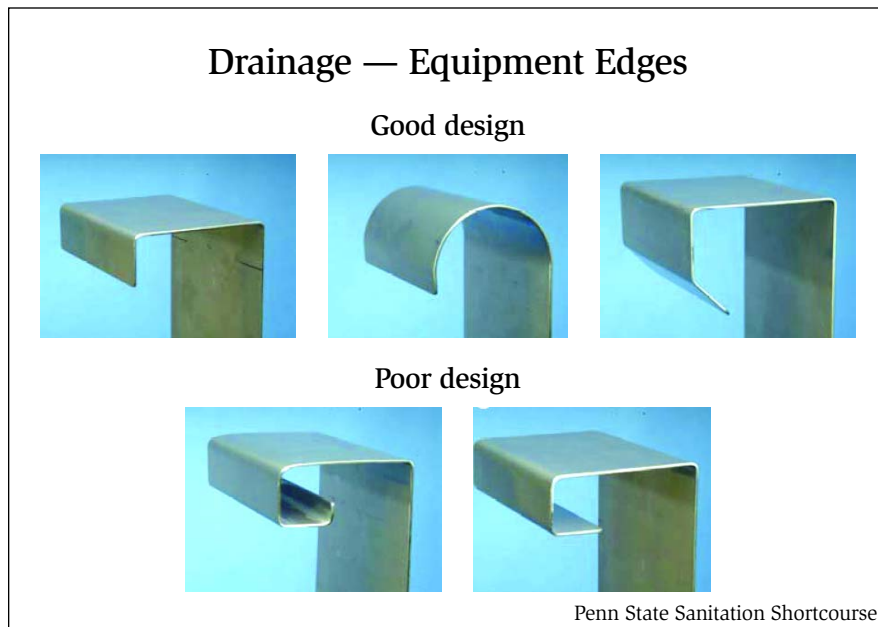 Drainage — Equipment Edges
Good design
Poor design
Penn State Sanitation Shortcourse